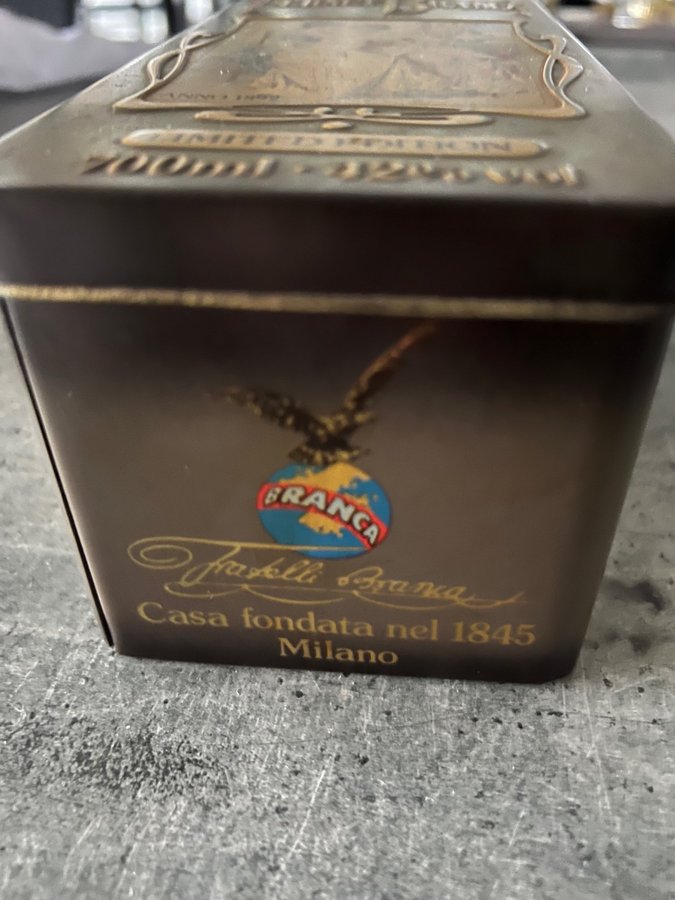 LIMITED EDITION
700ml · 42% vol
BRANCA
Fratelli Branca
Casa fondata nel 1845
Milano